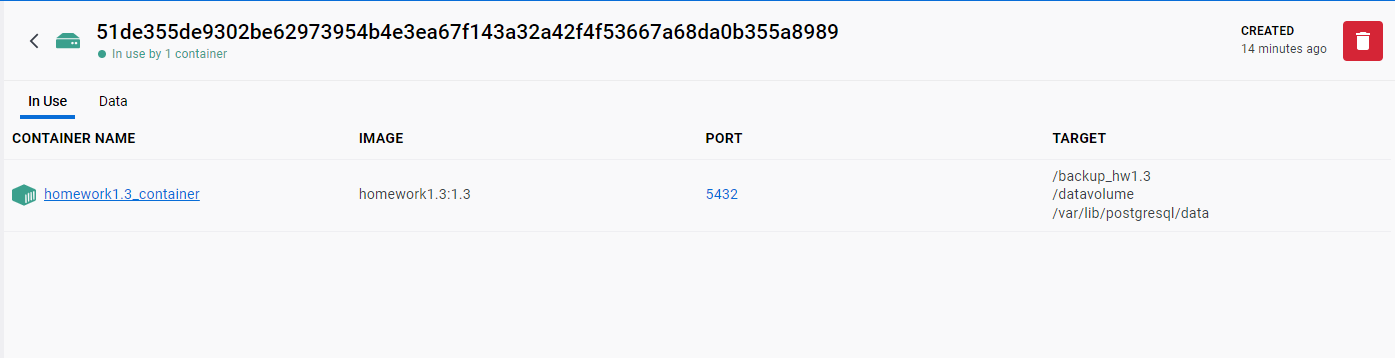 51de355de9302be62973954b4e3ea67f143a32a42f4f53667a68da0b355a8989
In use by 1 container
CREATED
14 minutes ago
In Use
Data
CONTAINER NAME
IMAGE
PORT
TARGET
homework1.3_container
homework1.3:1.3
5432
/backup_hw1.3
/datavolume
/var/lib/postgresql/data